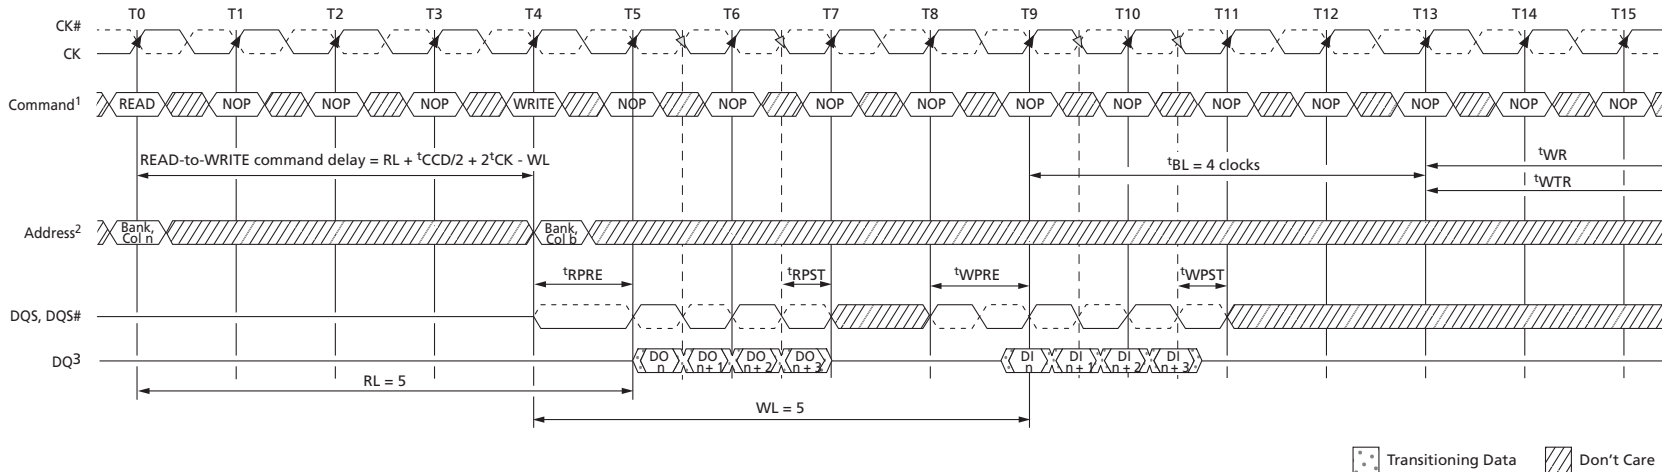 T0 T1 T2 T3 T4 T5 T6 T7 T8 T9 T10 T11 T12 T13 T14 T15
CK#
CK
Command1 READ NOP NOP NOP WRITE NOP NOP NOP NOP NOP NOP NOP NOP NOP NOP NOP
READ-to-WRITE command delay = RL + tCCD/2 + 2tCK - WL
tBL = 4 clocks
tWR
tWTR
Address2 Bank, Col n Bank, Col b
tRPRE tRPST tWPRE tWPST
DQS, DQS#
DQ3 DO n DO n + 1 DO n + 2 DO n + 3 DI n DI n + 1 DI n + 2 DI n + 3
RL = 5
WL = 5
Transitioning Data Don't Care